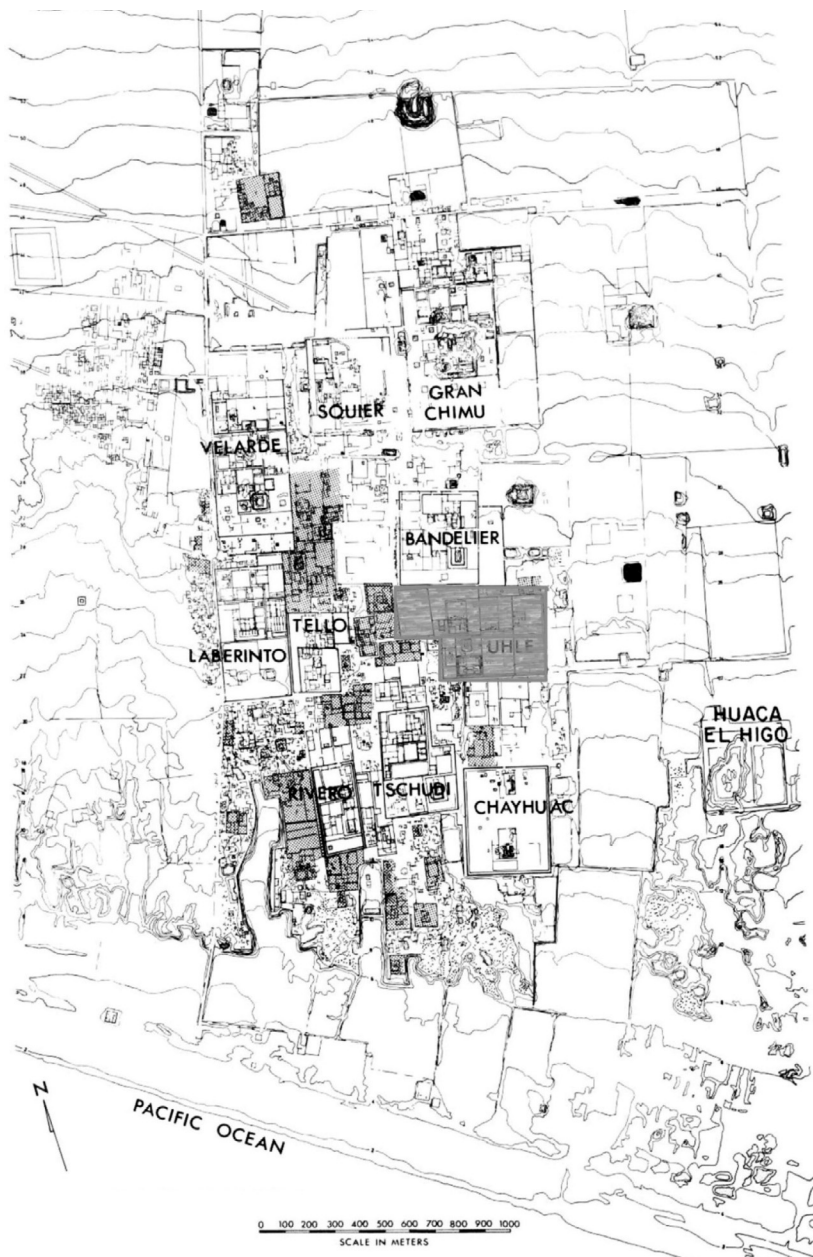 SQUIER
GRAN
CHIMU
VELARDE
BANDELIER
TELLO
UHLE
LABERINTO
HUACA
EL HIGO
RIVERO
TSCHUDI
CHAYHUAC
N
PACIFIC OCEAN
0 100 200 300 400 500 600 700 800 900 1000
SCALE IN METERS